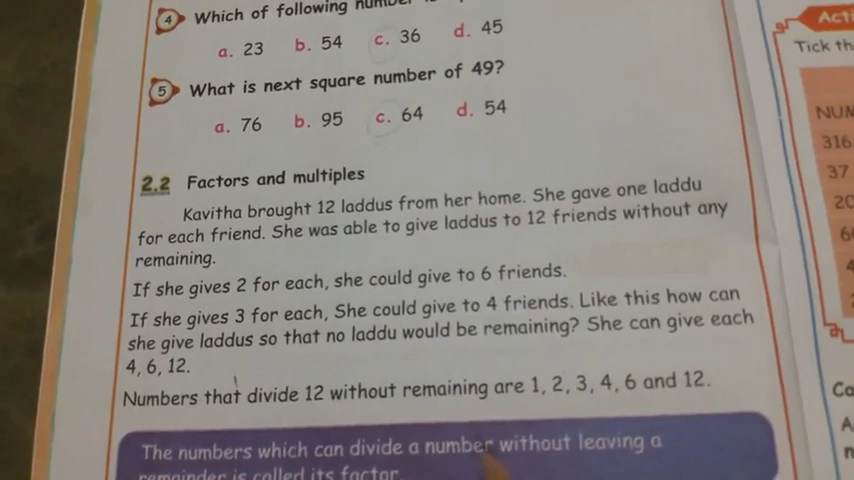 4 Which of following number
a. 23 b. 54 c. 36 d. 45
5 What is next square number of 49?
a. 76 b. 95 c. 64 d. 54
2.2 Factors and multiples
Kavitha brought 12 laddus from her home. She gave one laddu
for each friend. She was able to give laddus to 12 friends without any
remaining.
If she gives 2 for each, she could give to 6 friends.
If she gives 3 for each, She could give to 4 friends. Like this how can
she give laddus so that no laddu would be remaining? She can give each
4, 6, 12.
Numbers that divide 12 without remaining are 1, 2, 3, 4, 6 and 12.
The numbers which can divide a number without leaving a
remainder is called its factor.
Acti
Tick th
NUM
316
37
20
Co
A